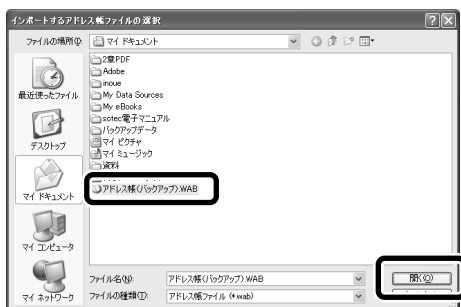 インポートするアドレス帳ファイルの選択
ファイルの場所(I):
マイ ドキュメント
最近使ったファイル
デスクトップ
マイ ドキュメント
マイ コンピュータ
マイ ネットワーク
2章PDF
Adobe
inoue
My Data Sources
My eBooks
sotec電子マニュアル
バックアップデータ
マイ ピクチャ
マイ ミュージック
資料
アドレス帳(バックアップ).WAB
ファイル名(N):
アドレス帳(バックアップ).WAB
開く(O)
ファイルの種類(T):
アドレス帳ファイル (*.wab)